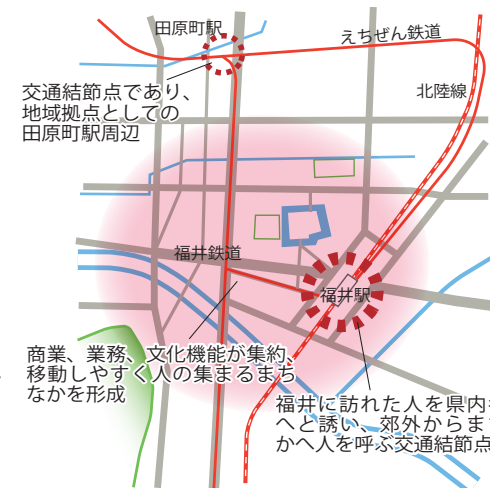 田原町駅
えちぜん鉄道
北陸線
交通結節点であり、
地域拠点としての
田原町駅周辺
福井鉄道
福井駅
商業、業務、文化機能が集約、
移動しやすく人の集まるまち
なかを形成
福井に訪れた人を県内
へと誘い、郊外からま
かへ人を呼ぶ交通結節点